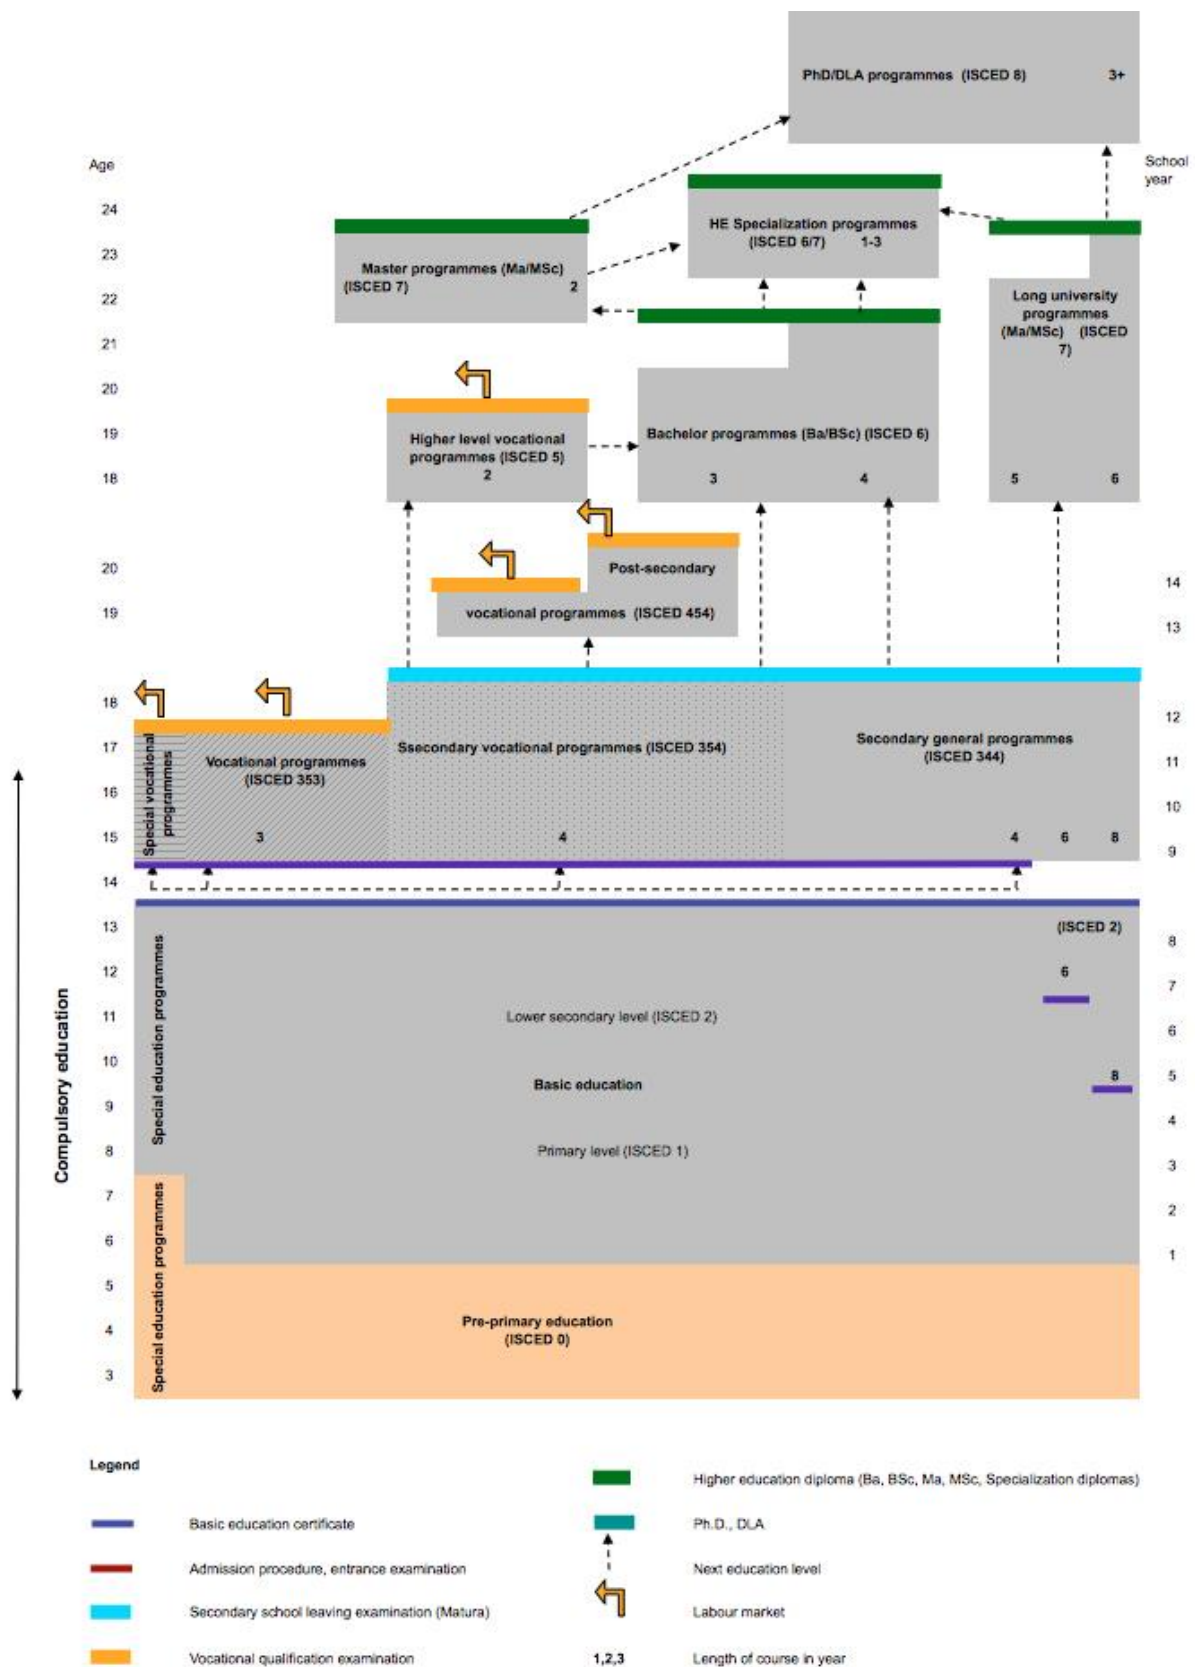 PhD/DLA programmes (ISCED 8) 3+
Age
School
year
24
HE Specialization programmes
(ISCED 6/7) 1-3
23
Master programmes (Ma/MSc)
(ISCED 7) 2
22
Long university
programmes
(Ma/MSc) (ISCED
7)
21
20
19
Higher level vocational
programmes (ISCED 5)
2
Bachelor programmes (Ba/BSc) (ISCED 6)
18
3 4
5 6
20
Post-secondary
14
19
vocational programmes (ISCED 454)
13
18
12
17
Special vocational
programmes
Vocational programmes
(ISCED 353)
Ssecondary vocational programmes (ISCED 354)
Secondary general programmes
(ISCED 344)
11
16
10
15
3
4
4 6 8
9
14
13
(ISCED 2)
8
12
6
7
Special education programmes
11
Lower secondary level (ISCED 2)
6
10
Basic education
8
5
9
4
8
Primary level (ISCED 1)
3
Compulsory education
7
2
6
1
Special education programmes
5
4
Pre-primary education
(ISCED 0)
3
Legend
Basic education certificate
Admission procedure, entrance examination
Secondary school leaving examination (Matura)
Vocational qualification examination
Higher education diploma (Ba, BSc, Ma, MSc, Specialization diplomas)
Ph.D., DLA
Next education level
Labour market
1,2,3 Length of course in year